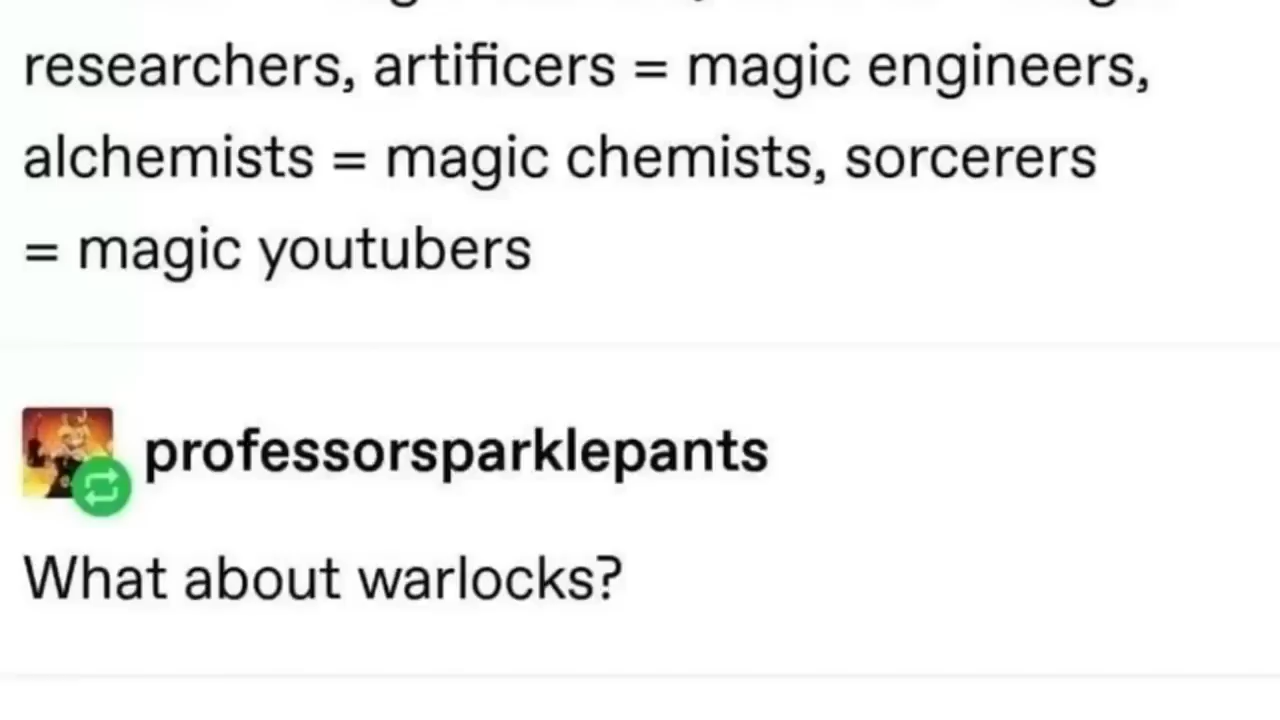 researchers, artificers = magic engineers,
alchemists = magic chemists, sorcerers
= magic youtubers
professorsparklepants
What about warlocks?